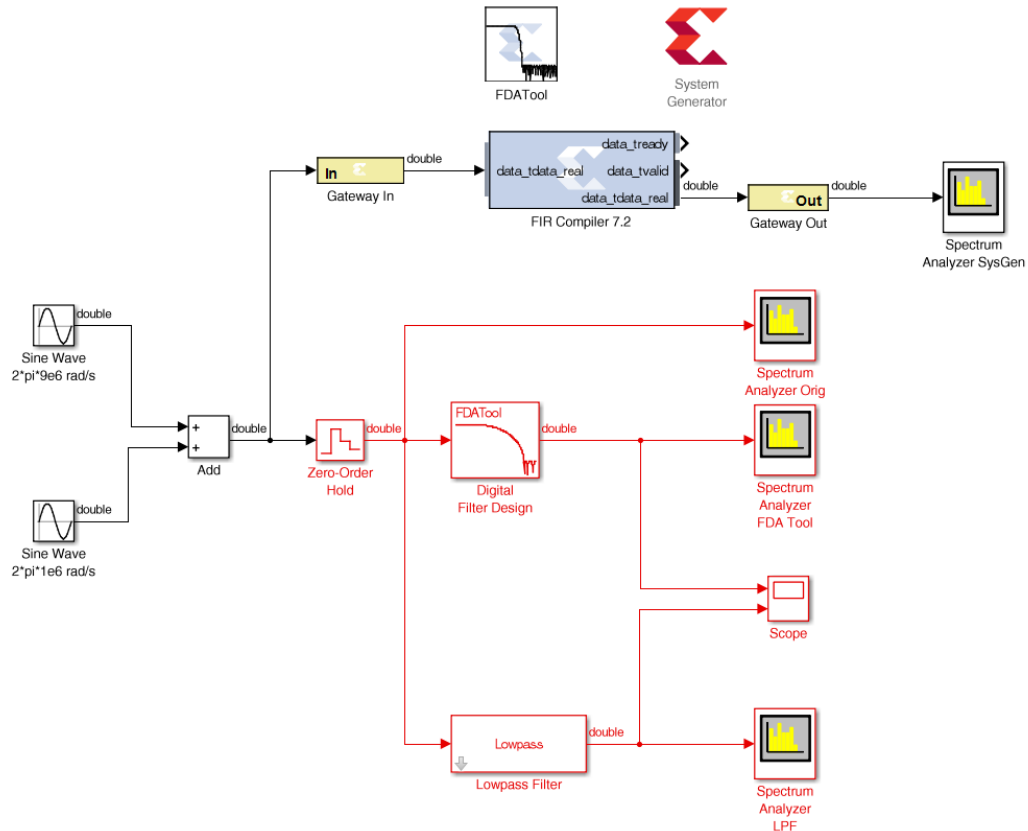 FDATool
System
Generator
double
In
Gateway In
data_tdata_real
data_tready
data_tvalid
data_tdata_real
FIR Compiler 7.2
double
Out
Gateway Out
double
Spectrum
Analyzer SysGen
double
Sine Wave
2*pi*9e6 rad/s
Spectrum
Analyzer Orig
+
+
Add
double
Zero-Order
Hold
double
FDATool
Digital
Filter Design
double
Spectrum
Analyzer
FDA Tool
double
Sine Wave
2*pi*1e6 rad/s
Scope
Lowpass
Lowpass Filter
double
Spectrum
Analyzer
LPF